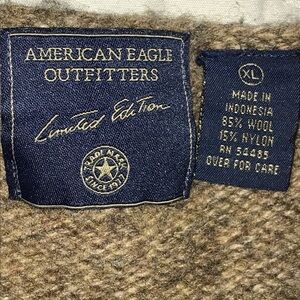 AMERICAN EAGLE
OUTFITTERS
Limited Edition
TRADE MARK
SINCE 1977
XL
MADE IN
INDONESIA
85% WOOL
15% NYLON
RN 54485
OVER FOR CARE